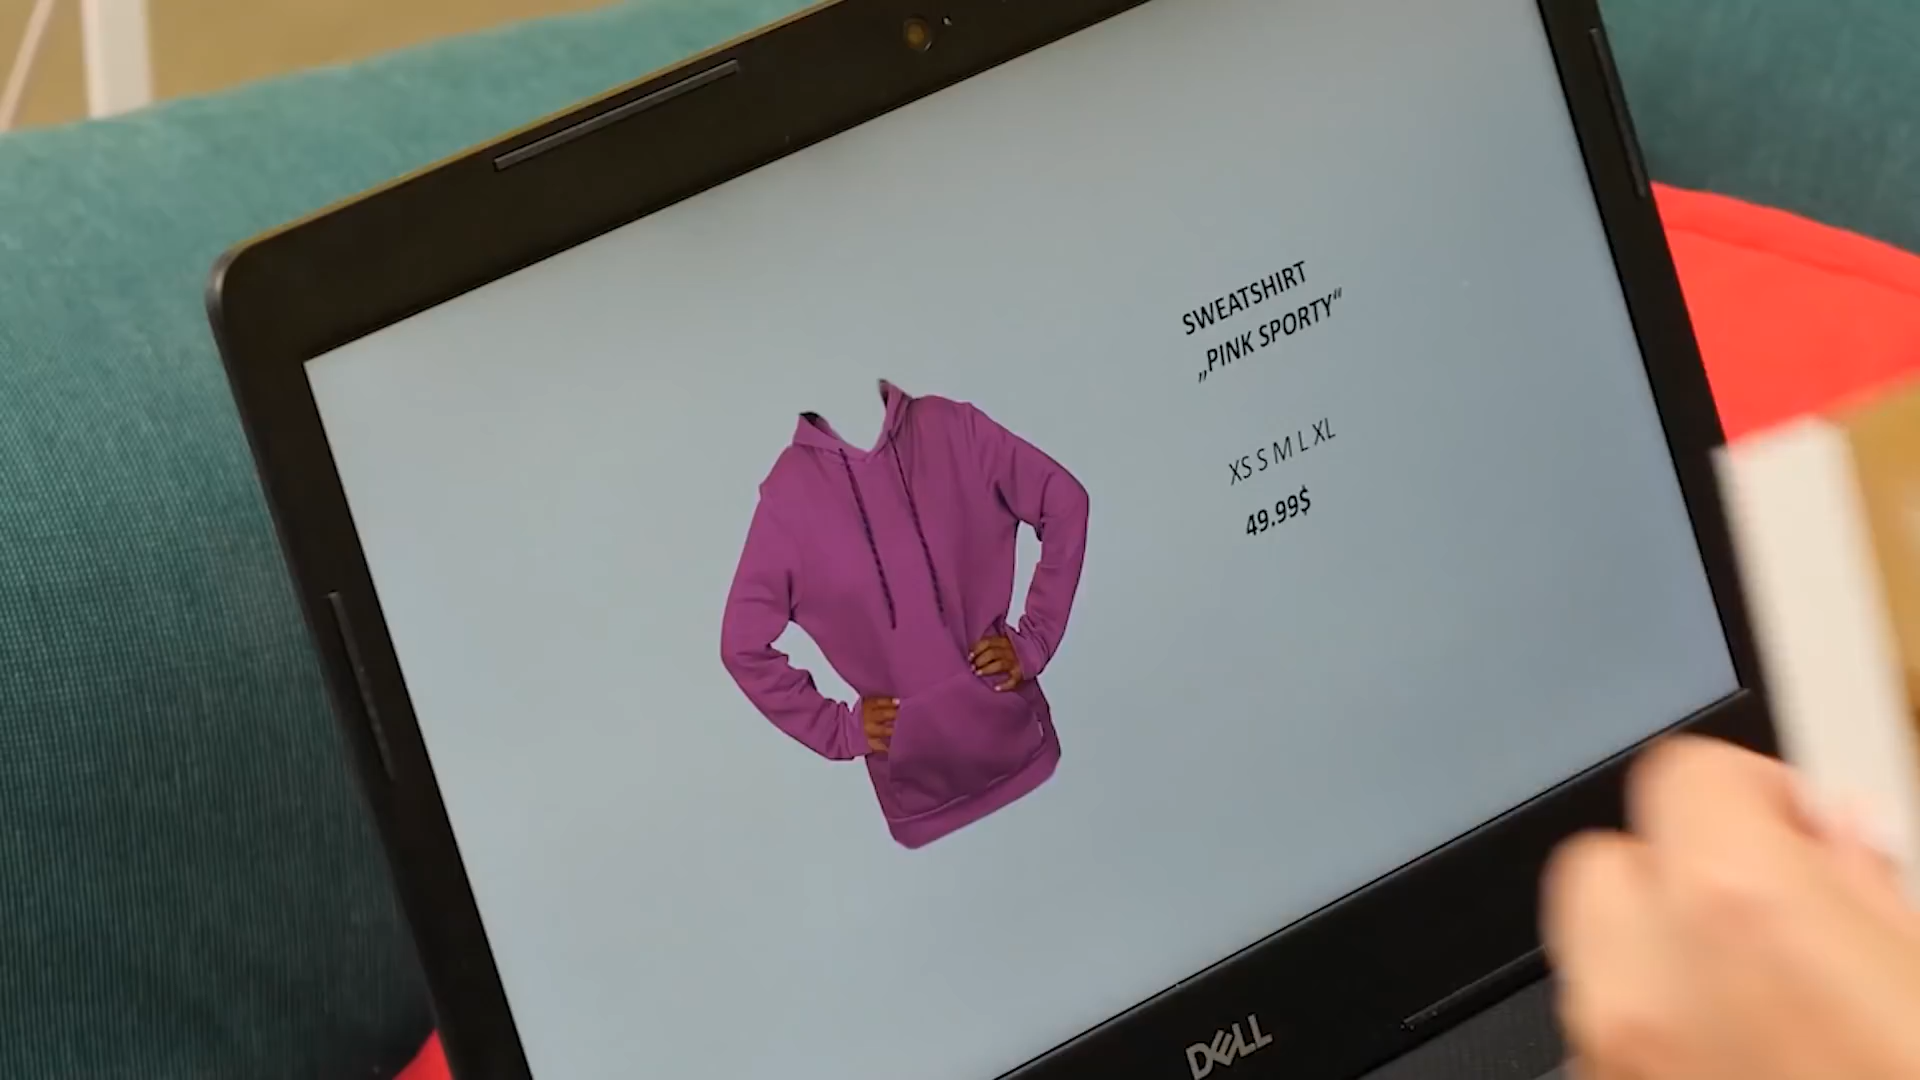 SWEATSHIRT
„PINK SPORTY“
XS S M L XL
49.99$
DELL